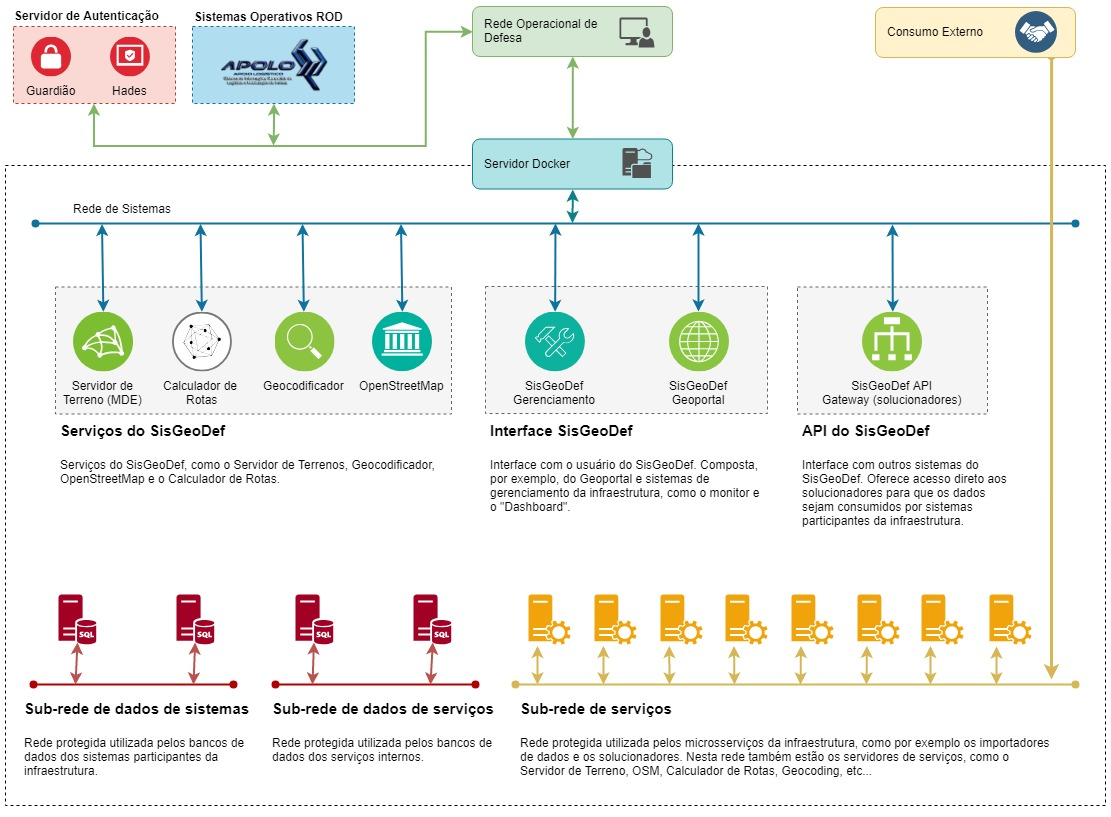 Servidor de Autenticação
Guardião
Hades
Sistemas Operativos ROD
APOLO
APOIO LOGÍSTICO
Rede Operacional de
Defesa
Consumo Externo
Servidor Docker
Rede de Sistemas
Servidor de
Terreno (MDE)
Calculador de
Rotas
Geocodificador
OpenStreetMap
SisGeoDef
Gerenciamento
SisGeoDef
Geoportal
SisGeoDef API
Gateway (solucionadores)
Serviços do SisGeoDef
Serviços do SisGeoDef, como o Servidor de Terrenos, Geocodificador,
OpenStreetMap e o Calculador de Rotas.
Interface SisGeoDef
Interface com o usuário do SisGeoDef. Composta,
por exemplo, do Geoportal e sistemas de
gerenciamento da infraestrutura, como o monitor e
o "Dashboard".
API do SisGeoDef
Interface com outros sistemas do
SisGeoDef. Oferece acesso direto aos
solucionadores para que os dados
sejam consumidos por sistemas
participantes da infraestrutura.
SQL
SQL
SQL
SQL
Sub-rede de dados de sistemas
Rede protegida utilizada pelos bancos de
dados dos sistemas participantes da
infraestrutura.
Sub-rede de dados de serviços
Rede protegida utilizada pelos bancos de
dados dos serviços internos.
Sub-rede de serviços
Rede protegida utilizada pelos microsserviços da infraestrutura, como por exemplo os importadores
de dados e os solucionadores. Nesta rede também estão os servidores de serviços, como o
Servidor de Terreno, OSM, Calculador de Rotas, Geocoding, etc...